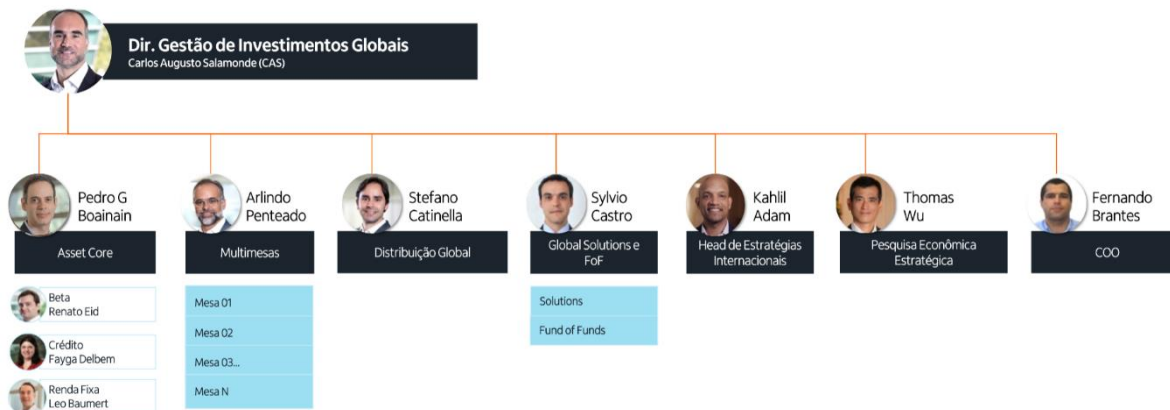 Dir. Gestão de Investimentos Globais
Carlos Augusto Salamonde (CAS)
Pedro G
Boainain
Asset Core
Beta
Renato Eid
Crédito
Fayga Delbem
Renda Fixa
Leo Baumert
Arlindo
Penteado
Multimesas
Mesa 01
Mesa 02
Mesa 03...
Mesa N
Stefano
Catinella
Distribuição Global
Sylvio
Castro
Global Solutions e
FoF
Solutions
Fund of Funds
Kahlil
Adam
Head de Estratégias
Internacionais
Thomas
Wu
Pesquisa Econômica
Estratégica
Fernando
Brantes
COO